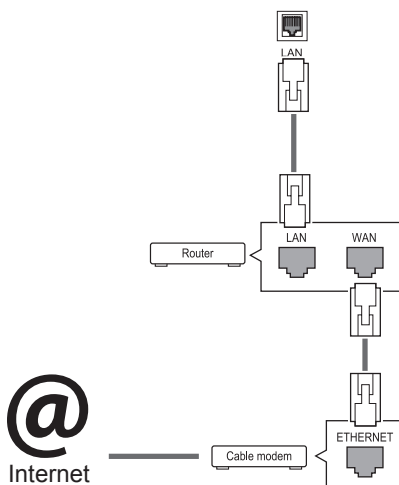 LAN
LAN WAN
Router
ETHERNET
Cable modem
@
Internet